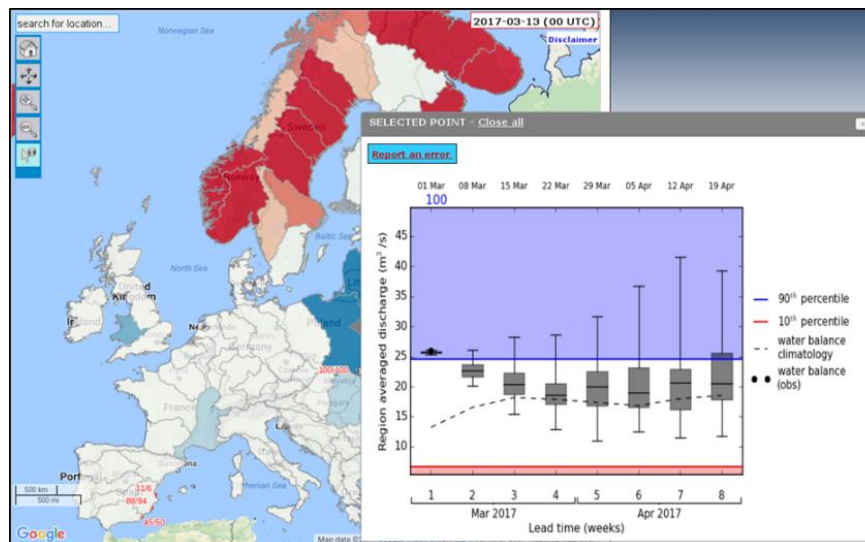 search for location...
2017-03-13 (00 UTC)
Disclaimer
Norwegian Sea
Sweden
Norway
Baltic Sea
North Sea
United
Kingdom
Ireland
Poland
Berlin
Germany
100-100
France
Hungary
Barcelona
Portugal
31/6
88/94
45/50
500 km
500 mi
Google
SELECTED POINT - Close all
Report an error
01 Mar 08 Mar 15 Mar 22 Mar 29 Mar 05 Apr 12 Apr 19 Apr
100
Region averaged discharge (m³/s)
45
40
35
30
25
20
15
10
90th percentile
10th percentile
water balance
climatology
water balance
(obs)
1 2 3 4 5 6 7 8
Mar 2017 Apr 2017
Lead time (weeks)